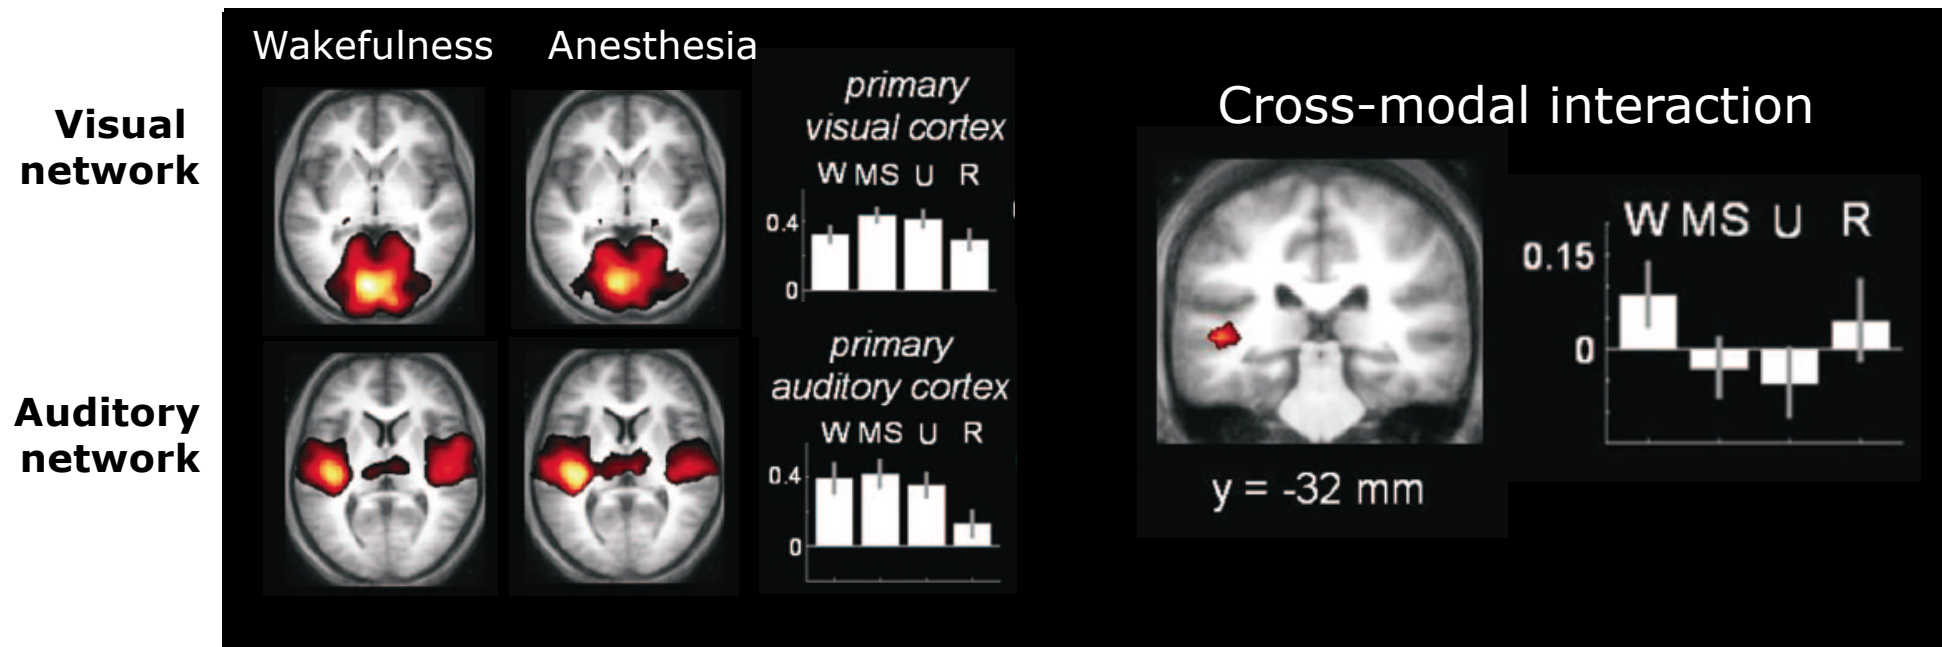 Wakefulness Anesthesia
Visual
network
primary
visual cortex
W MS U R
0.4
0
Auditory
network
primary
auditory cortex
W MS U R
0.4
0
Cross-modal interaction
W MS U R
0.15
0
y = -32 mm